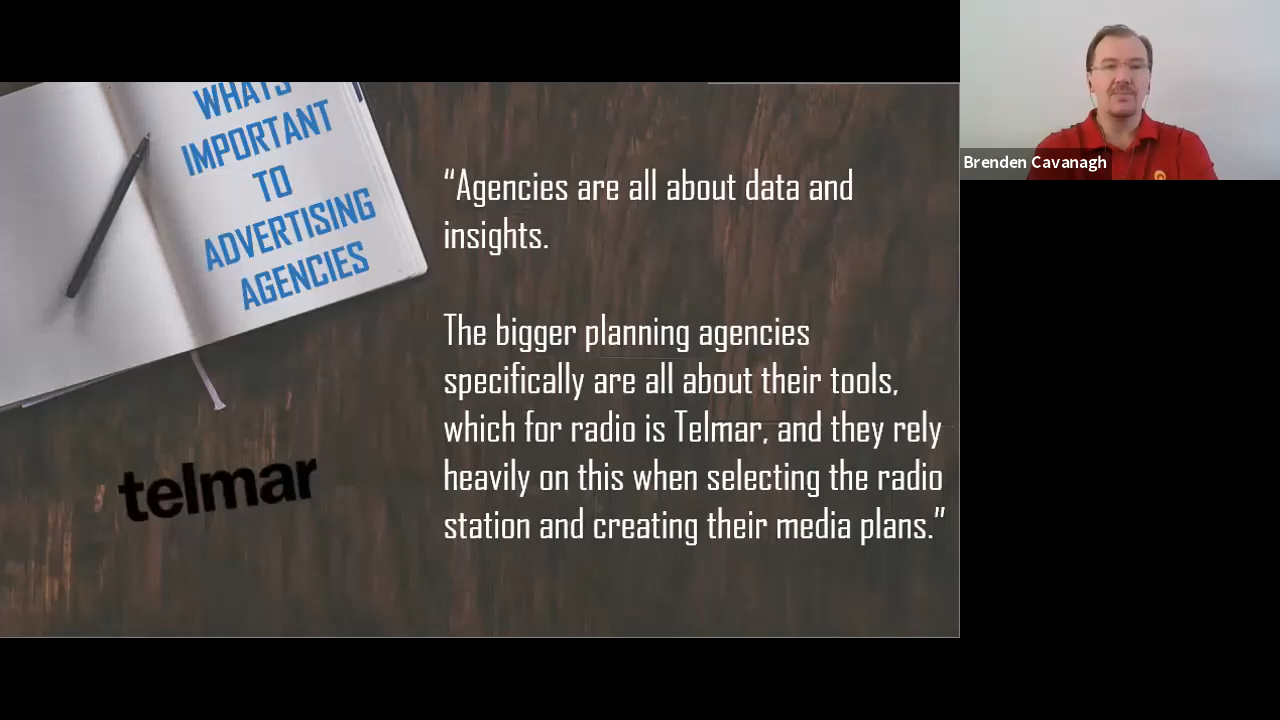 WHAT'S
IMPORTANT
TO
ADVERTISING
AGENCIES
“Agencies are all about data and
insights.
The bigger planning agencies
specifically are all about their tools,
which for radio is Telmar, and they rely
heavily on this when selecting the radio
station and creating their media plans.”
telmar
Brenden Cavanagh